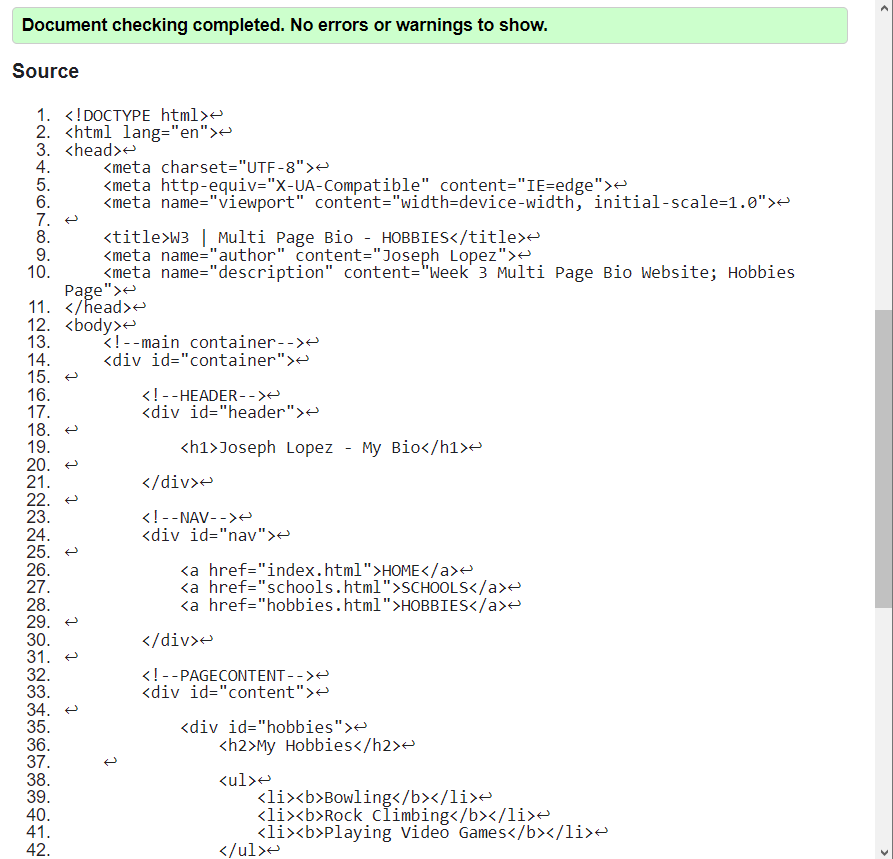 Document checking completed. No errors or warnings to show.
Source
1. <!DOCTYPE html>↩
2. <html lang="en">↩
3. <head>↩
4.     <meta charset="UTF-8">↩
5.     <meta http-equiv="X-UA-Compatible" content="IE=edge">↩
6.     <meta name="viewport" content="width=device-width, initial-scale=1.0">↩
7. ↩
8.     <title>W3 | Multi Page Bio - HOBBIES</title>↩
9.     <meta name="author" content="Joseph Lopez">↩
10.     <meta name="description" content="Week 3 Multi Page Bio Website; Hobbies
Page">↩
11. </head>↩
12. <body>↩
13.     <!--main container-->↩
14.     <div id="container">↩
15. ↩
16.         <!--HEADER-->↩
17.         <div id="header">↩
18. ↩
19.             <h1>Joseph Lopez - My Bio</h1>↩
20. ↩
21.         </div>↩
22. ↩
23.         <!--NAV-->↩
24.         <div id="nav">↩
25. ↩
26.             <a href="index.html">HOME</a>↩
27.             <a href="schools.html">SCHOOLS</a>↩
28.             <a href="hobbies.html">HOBBIES</a>↩
29. ↩
30.         </div>↩
31. ↩
32.         <!--PAGECONTENT-->↩
33.         <div id="content">↩
34. ↩
35.             <div id="hobbies">↩
36.                 <h2>My Hobbies</h2>↩
37.     ↩
38.                 <ul>↩
39.                     <li><b>Bowling</b></li>↩
40.                     <li><b>Rock Climbing</b></li>↩
41.                     <li><b>Playing Video Games</b></li>↩
42.                 </ul>↩